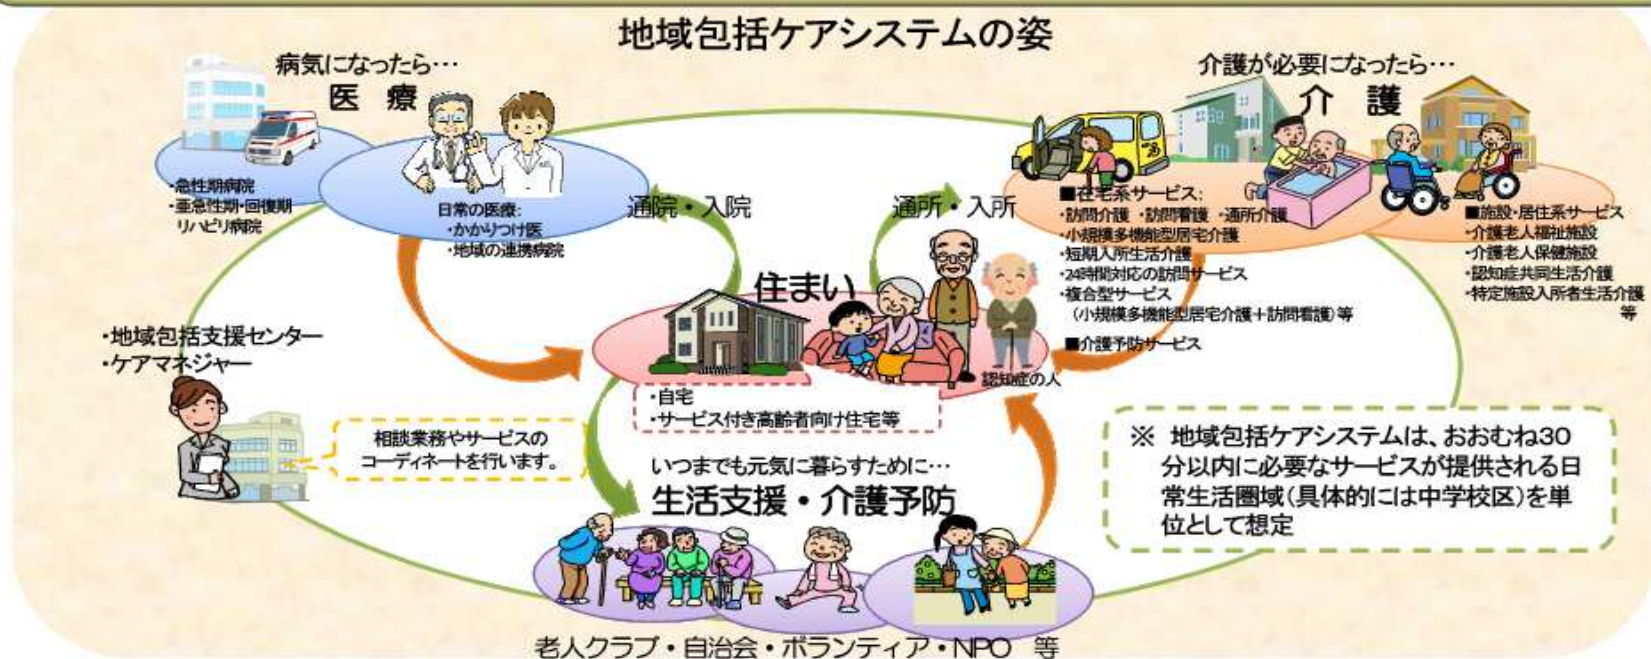 地域包括ケアシステムの姿
病気になったら…
医 療
・急性期病院
・亜急性期・回復期
リハビリ病院
日常の医療：
・かかりつけ医
・地域の連携病院
通院・入院
通所・入所
介護が必要になったら…
介 護
■在宅系サービス：
・訪問介護 ・訪問看護 ・通所介護
・小規模多機能型居宅介護
・短期入所生活介護
・24時間対応の訪問サービス
・複合型サービス
（小規模多機能型居宅介護＋訪問看護）等
■介護予防サービス
■施設・居住系サービス
・介護老人福祉施設
・介護老人保健施設
・認知症共同生活介護
・特定施設入所者生活介護
等
住まい
認知症の人
・自宅
・サービス付き高齢者向け住宅等
・地域包括支援センター
・ケアマネジャー
相談業務やサービスの
コーディネートを行います。
いつまでも元気に暮らすために…
生活支援・介護予防
老人クラブ・自治会・ボランティア・NPO 等
※ 地域包括ケアシステムは、おおむね30
分以内に必要なサービスが提供される日
常生活圏域（具体的には中学校区）を単
位として想定